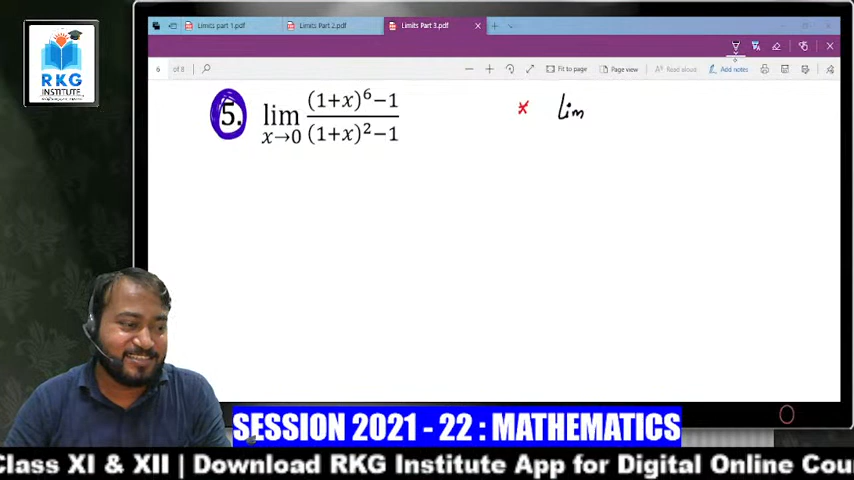 Limits part 1.pdf
Limits Part 2.pdf
Limits Part 3.pdf
6 of 8
Fit to page
Page view
Read aloud
Add notes
RKG
INSTITUTE
5. lim x→0 (1+x)⁶−1 / (1+x)²−1
* Lim
SESSION 2021 - 22 : MATHEMATICS
Class XI & XII | Download RKG Institute App for Digital Online Cou